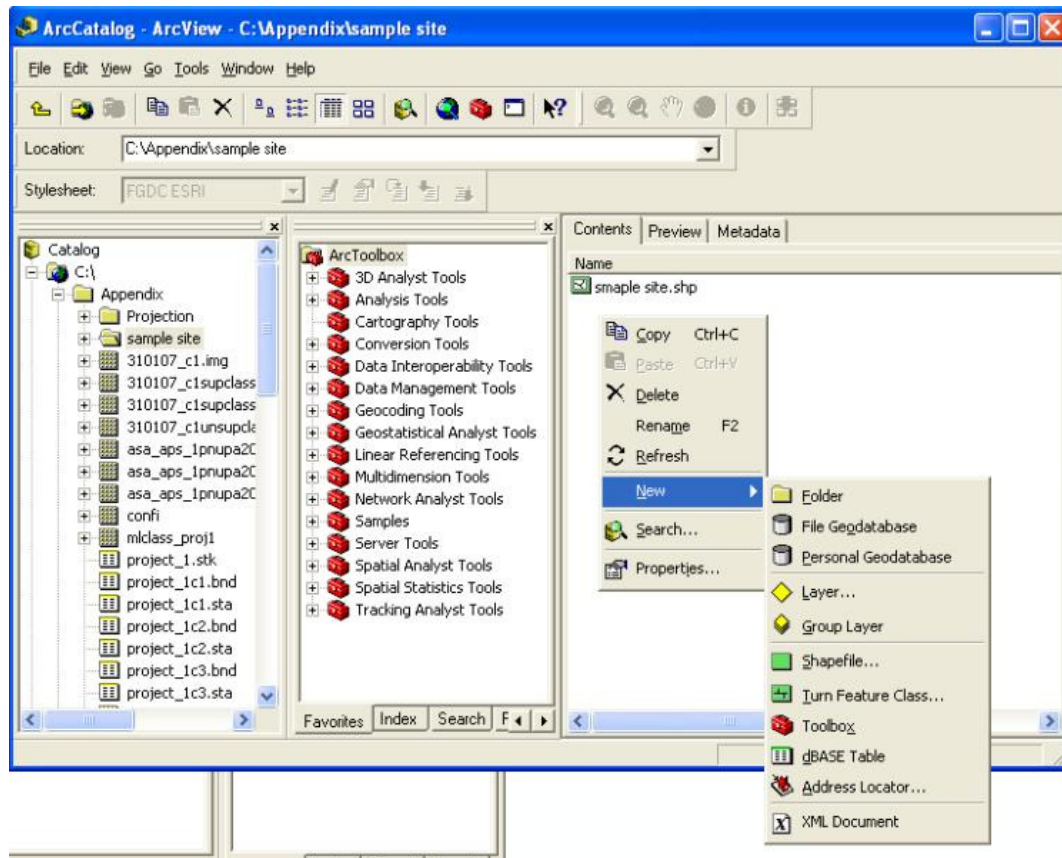 ArcCatalog - ArcView - C:\Appendix\sample site
File Edit View Go Tools Window Help
Location: C:\Appendix\sample site
Stylesheet: FGDC ESRI
Catalog
C:\
Appendix
Projection
sample site
310107_c1.img
310107_c1supclass
310107_c1supclass
310107_c1unsupcla
asa_aps_1pnupa20
asa_aps_1pnupa20
asa_aps_1pnupa20
confi
mlclass_proj1
project_1.stk
project_1c1.bnd
project_1c1.sta
project_1c2.bnd
project_1c2.sta
project_1c3.bnd
project_1c3.sta
ArcToolbox
3D Analyst Tools
Analysis Tools
Cartography Tools
Conversion Tools
Data Interoperability Tools
Data Management Tools
Geocoding Tools
Geostatistical Analyst Tools
Linear Referencing Tools
Multidimension Tools
Network Analyst Tools
Samples
Server Tools
Spatial Analyst Tools
Spatial Statistics Tools
Tracking Analyst Tools
Favorites Index Search F
Contents Preview Metadata
Name
smaple site.shp
Copy Ctrl+C
Paste Ctrl+V
Delete
Rename F2
Refresh
New
Search...
Properties...
Folder
File Geodatabase
Personal Geodatabase
Layer...
Group Layer
Shapefile...
Turn Feature Class...
Toolbox
dBASE Table
Address Locator...
XML Document